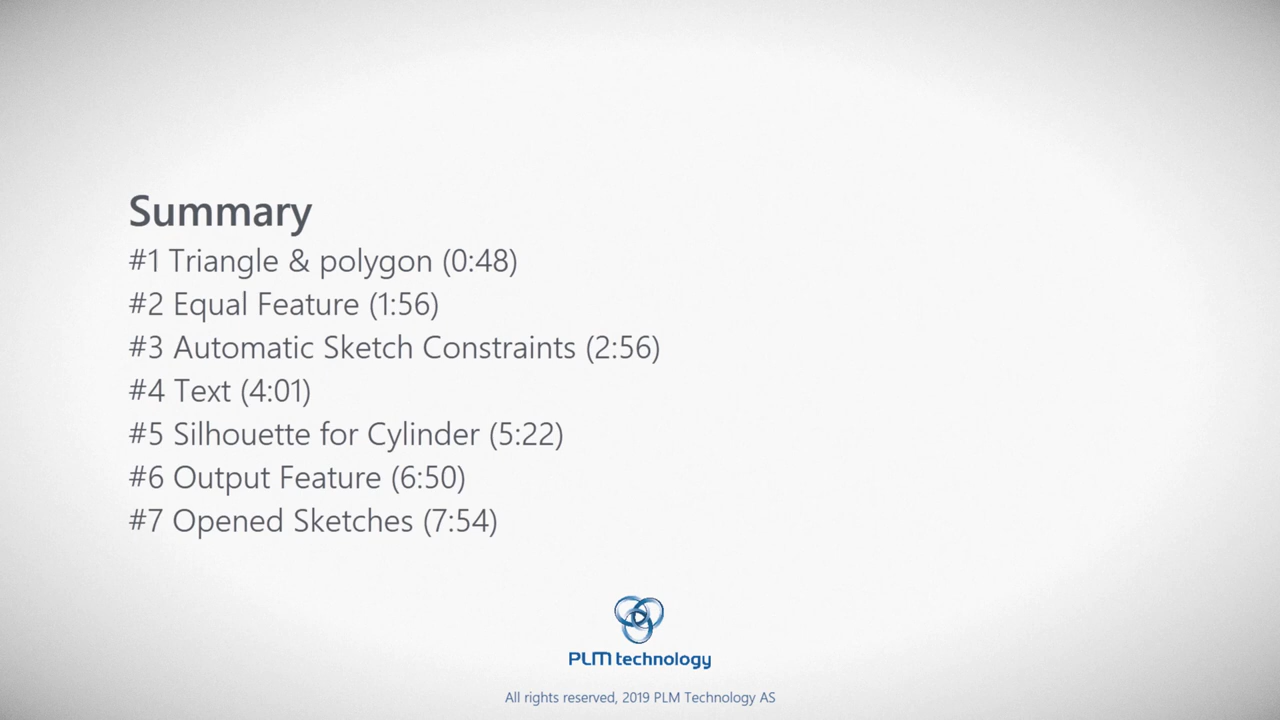 Summary
#1 Triangle & polygon (0:48)
#2 Equal Feature (1:56)
#3 Automatic Sketch Constraints (2:56)
#4 Text (4:01)
#5 Silhouette for Cylinder (5:22)
#6 Output Feature (6:50)
#7 Opened Sketches (7:54)
PLM technology
All rights reserved, 2019 PLM Technology AS